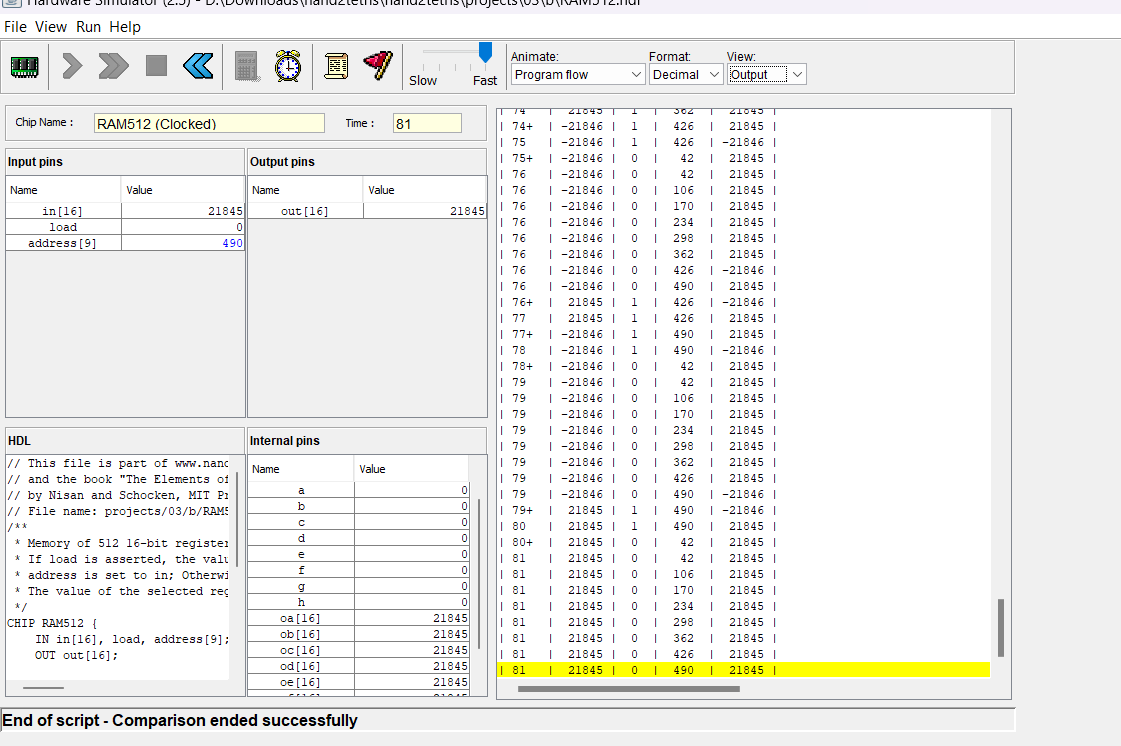 Hardware Simulator (2.5) - D:\Downloads\nand2tetris\nand2tetris\projects\03\b\RAM512.hdl
File View Run Help
Slow Fast
Animate: Format: View:
Program flow Decimal Output
Chip Name : RAM512 (Clocked) Time : 81
Input pins
Name Value
in[16] 21845
load 0
address[9] 490
Output pins
Name Value
out[16] 21845
HDL
// This file is part of www.nand
// and the book "The Elements of
// by Nisan and Schocken, MIT Pr
// File name: projects/03/b/RAM5
/**
* Memory of 512 16-bit register
* If load is asserted, the valu
* address is set to in; Otherwi
* The value of the selected reg
*/
CHIP RAM512 {
IN in[16], load, address[9];
OUT out[16];
Internal pins
Name Value
a 0
b 0
c 0
d 0
e 0
f 0
g 0
h 0
oa[16] 21845
ob[16] 21845
oc[16] 21845
od[16] 21845
oe[16] 21845
| 74 | 21845 | 1 | 362 | 21845 |
| 74+ | -21846 | 1 | 426 | 21845 |
| 75 | -21846 | 1 | 426 | -21846 |
| 75+ | -21846 | 0 | 42 | 21845 |
| 76 | -21846 | 0 | 42 | 21845 |
| 76 | -21846 | 0 | 106 | 21845 |
| 76 | -21846 | 0 | 170 | 21845 |
| 76 | -21846 | 0 | 234 | 21845 |
| 76 | -21846 | 0 | 298 | 21845 |
| 76 | -21846 | 0 | 362 | 21845 |
| 76 | -21846 | 0 | 426 | -21846 |
| 76 | -21846 | 0 | 490 | 21845 |
| 76+ | 21845 | 1 | 426 | -21846 |
| 77 | 21845 | 1 | 426 | 21845 |
| 77+ | -21846 | 1 | 490 | 21845 |
| 78 | -21846 | 1 | 490 | -21846 |
| 78+ | -21846 | 0 | 42 | 21845 |
| 79 | -21846 | 0 | 42 | 21845 |
| 79 | -21846 | 0 | 106 | 21845 |
| 79 | -21846 | 0 | 170 | 21845 |
| 79 | -21846 | 0 | 234 | 21845 |
| 79 | -21846 | 0 | 298 | 21845 |
| 79 | -21846 | 0 | 362 | 21845 |
| 79 | -21846 | 0 | 426 | 21845 |
| 79 | -21846 | 0 | 490 | -21846 |
| 79+ | 21845 | 1 | 490 | -21846 |
| 80 | 21845 | 1 | 490 | 21845 |
| 80+ | 21845 | 0 | 42 | 21845 |
| 81 | 21845 | 0 | 42 | 21845 |
| 81 | 21845 | 0 | 106 | 21845 |
| 81 | 21845 | 0 | 170 | 21845 |
| 81 | 21845 | 0 | 234 | 21845 |
| 81 | 21845 | 0 | 298 | 21845 |
| 81 | 21845 | 0 | 362 | 21845 |
| 81 | 21845 | 0 | 426 | 21845 |
| 81 | 21845 | 0 | 490 | 21845 |
End of script - Comparison ended successfully